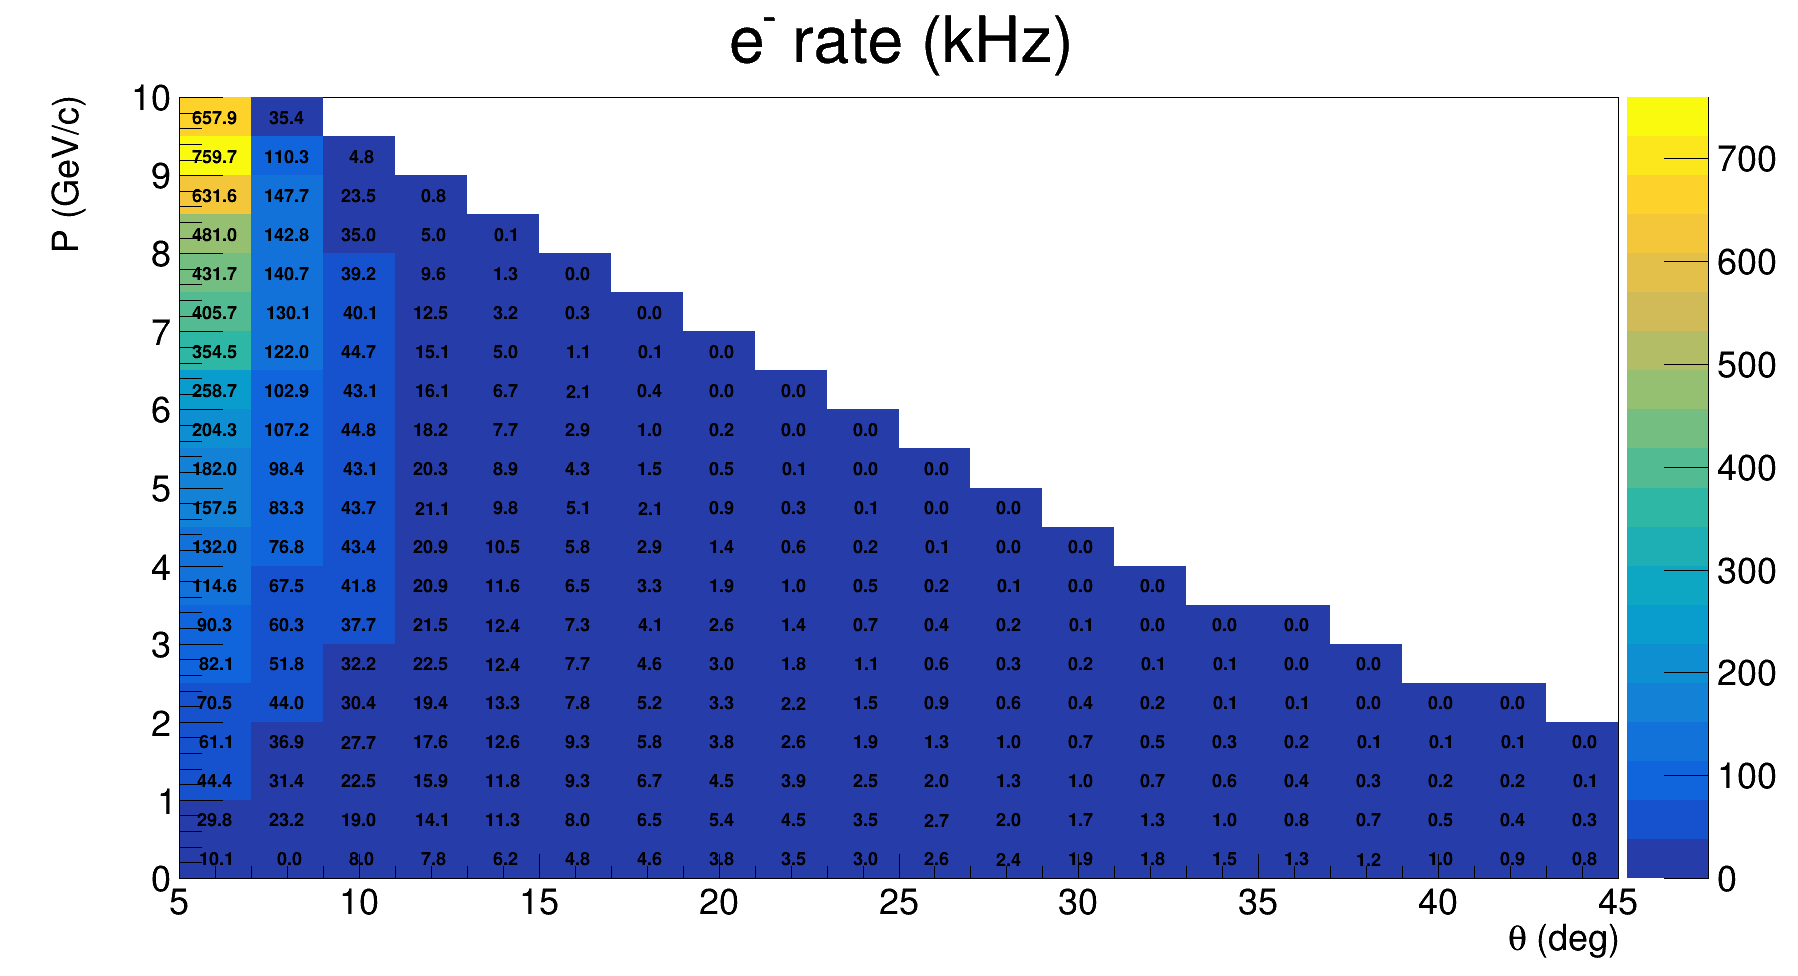 e⁻ rate (kHz)
P (GeV/c)
10 657.9 35.4
759.7 110.3 4.8 700
9 631.6 147.7 23.5 0.8
481.0 142.8 35.0 5.0 0.1
8 431.7 140.7 39.2 9.6 1.3 0.0 600
405.7 130.1 40.1 12.5 3.2 0.3 0.0
7 354.5 122.0 44.7 15.1 5.0 1.1 0.1 0.0 500
258.7 102.9 43.1 16.1 6.7 2.1 0.4 0.0 0.0
6 204.3 107.2 44.8 18.2 7.7 2.9 1.0 0.2 0.0 0.0
182.0 98.4 43.1 20.3 8.9 4.3 1.5 0.5 0.1 0.0 0.0 400
5 157.5 83.3 43.7 21.1 9.8 5.1 2.1 0.9 0.3 0.1 0.0 0.0
132.0 76.8 43.4 20.9 10.5 5.8 2.9 1.4 0.6 0.2 0.1 0.0 0.0
4 114.6 67.5 41.8 20.9 11.6 6.5 3.3 1.9 1.0 0.5 0.2 0.1 0.0 0.0 300
90.3 60.3 37.7 21.5 12.4 7.3 4.1 2.6 1.4 0.7 0.4 0.2 0.1 0.0 0.0 0.0
3 82.1 51.8 32.2 22.5 12.4 7.7 4.6 3.0 1.8 1.1 0.6 0.3 0.2 0.1 0.1 0.0 0.0 200
70.5 44.0 30.4 19.4 13.3 7.8 5.2 3.3 2.2 1.5 0.9 0.6 0.4 0.2 0.1 0.1 0.0 0.0 0.0
2 61.1 36.9 27.7 17.6 12.6 9.3 5.8 3.8 2.6 1.9 1.3 1.0 0.7 0.5 0.3 0.2 0.1 0.1 0.1 0.0
44.4 31.4 22.5 15.9 11.8 9.3 6.7 4.5 3.9 2.5 2.0 1.3 1.0 0.7 0.6 0.4 0.3 0.2 0.2 0.1 100
1 29.8 23.2 19.0 14.1 11.3 8.0 6.5 5.4 4.5 3.5 2.7 2.0 1.7 1.3 1.0 0.8 0.7 0.5 0.4 0.3
10.1 0.0 8.0 7.8 6.2 4.8 4.6 3.8 3.5 3.0 2.6 2.4 1.9 1.8 1.5 1.3 1.2 1.0 0.9 0.8
0 0
5 10 15 20 25 30 35 40 45
θ (deg)